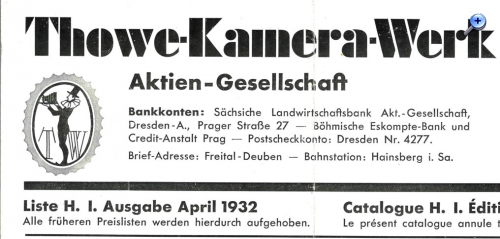 Thowe-Kamera-Werk
Aktien-Gesellschaft
T W
Bankkonten: Sächsische Landwirtschaftsbank Akt.-Gesellschaft,
Dresden-A., Prager Straße 27 — Böhmische Eskompte-Bank und
Credit-Anstalt Prag — Postscheckkonto: Dresden Nr. 4277.
Brief-Adresse: Freital-Deuben — Bahnstation: Hainsberg i. Sa.
Liste H. I. Ausgabe April 1932
Alle früheren Preislisten werden hierdurch aufgehoben.
Catalogue H. I. Éditi
Le présent catalogue annule t